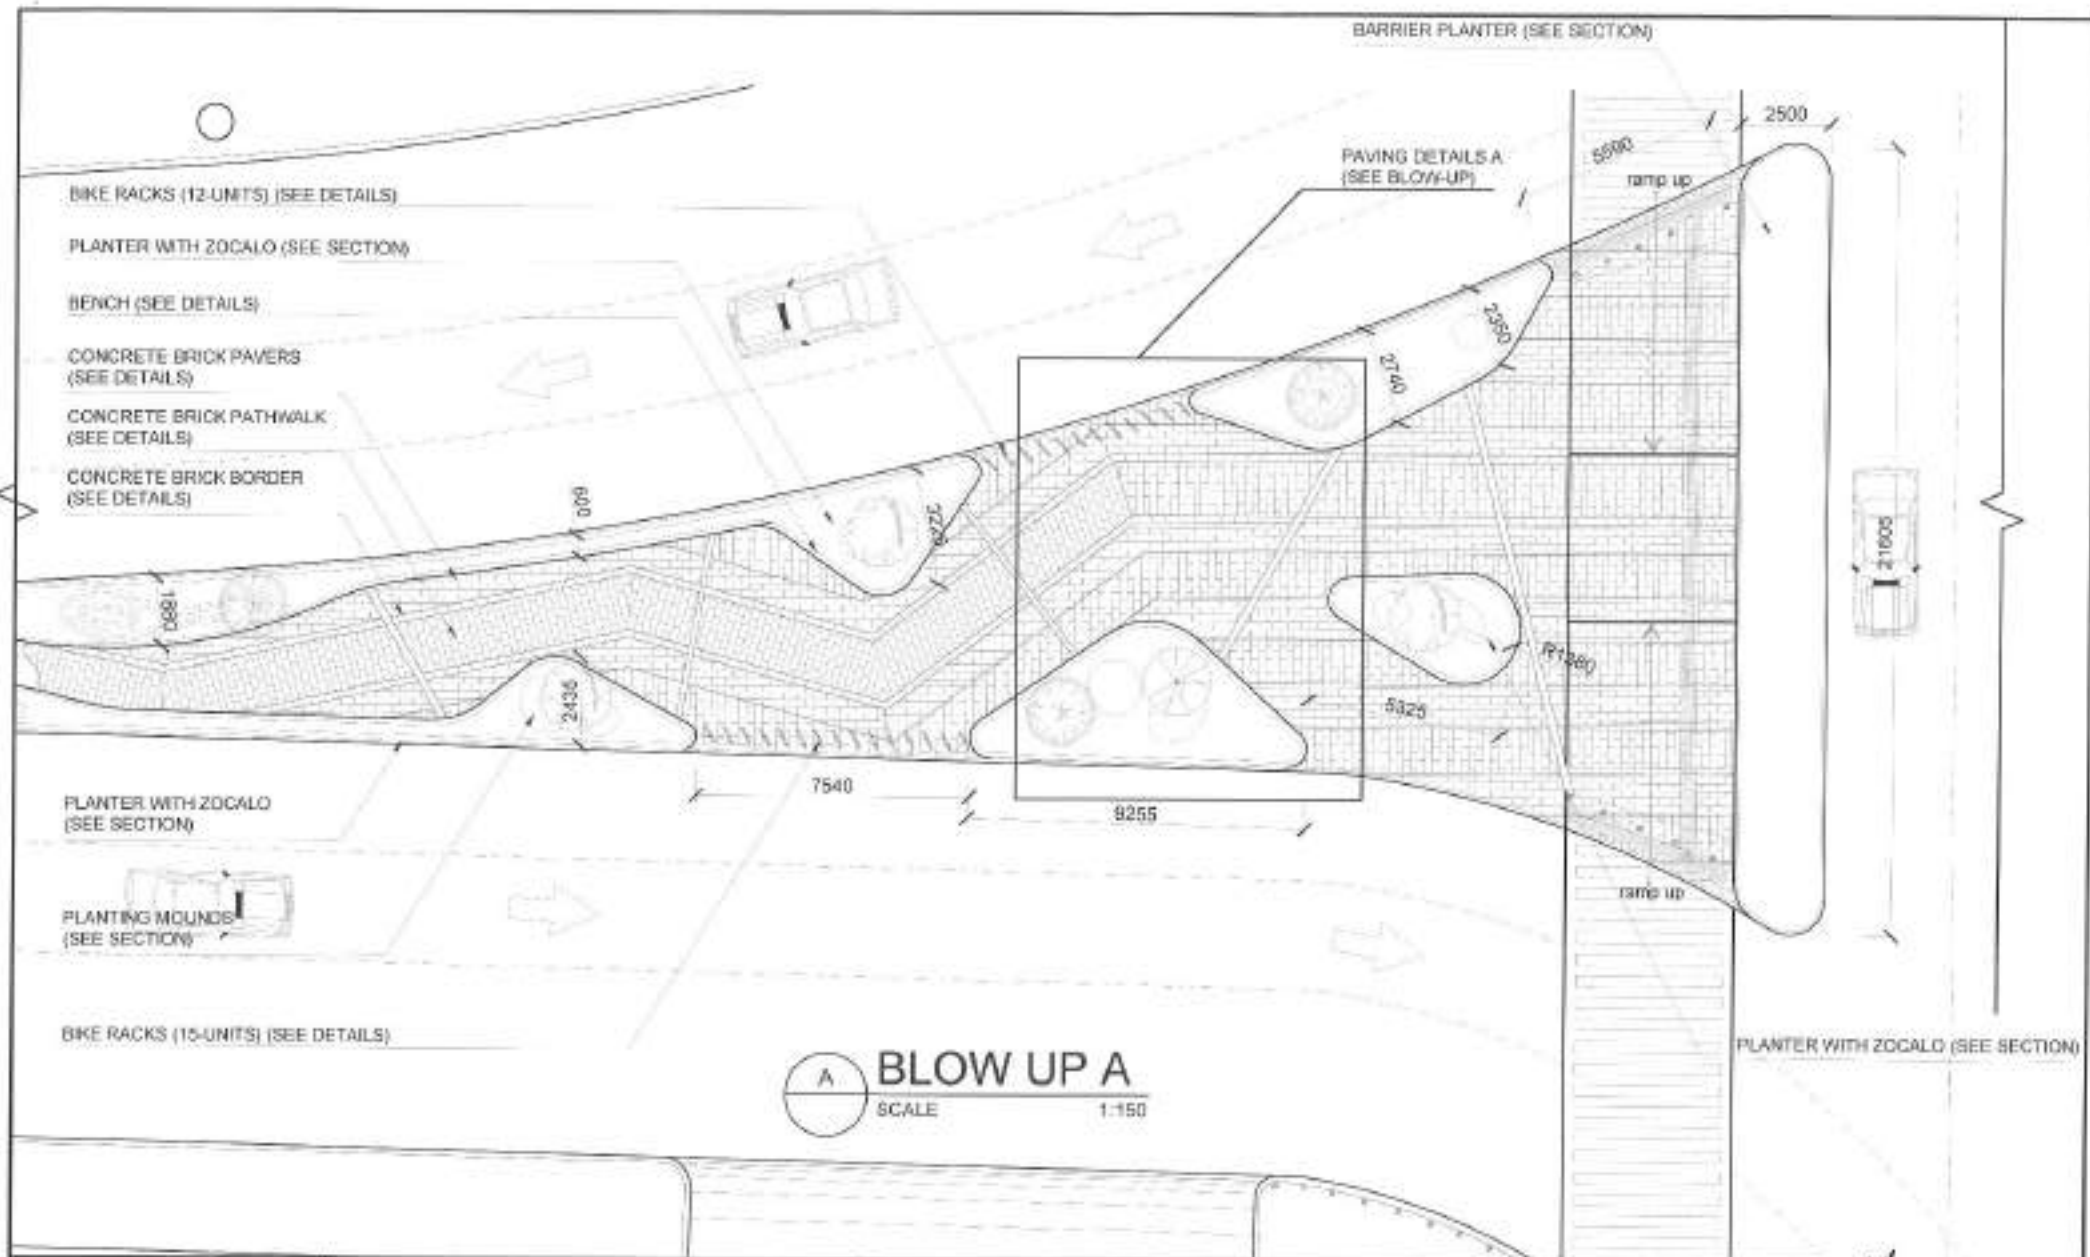 BARRIER PLANTER (SEE SECTION)
2500
5590
PAVING DETAILS A
(SEE BLOW-UP)
ramp up
BIKE RACKS (12-UNITS) (SEE DETAILS)
PLANTER WITH ZOCALO (SEE SECTION)
BENCH (SEE DETAILS)
CONCRETE BRICK PAVERS
(SEE DETAILS)
CONCRETE BRICK PATHWALK
(SEE DETAILS)
CONCRETE BRICK BORDER
(SEE DETAILS)
2350
2740
600
21605
1880
R1380
2435
5325
7540
9255
PLANTER WITH ZOCALO
(SEE SECTION)
ramp up
PLANTING MOUNDS
(SEE SECTION)
BIKE RACKS (15-UNITS) (SEE DETAILS)
PLANTER WITH ZOCALO (SEE SECTION)
A
BLOW UP A
SCALE 1:150